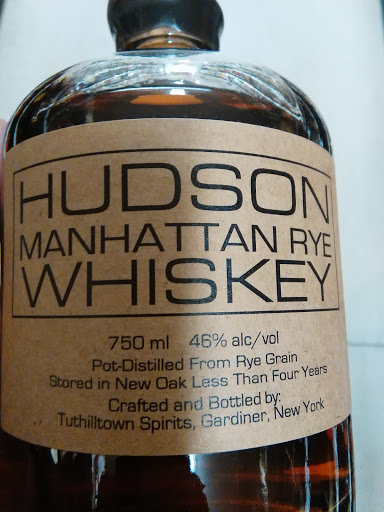 HUDSON
MANHATTAN RYE
WHISKEY
750 ml 46% alc/vol
Pot-Distilled From Rye Grain
Stored in New Oak Less Than Four Years
Crafted and Bottled by:
Tuthilltown Spirits, Gardiner, New York